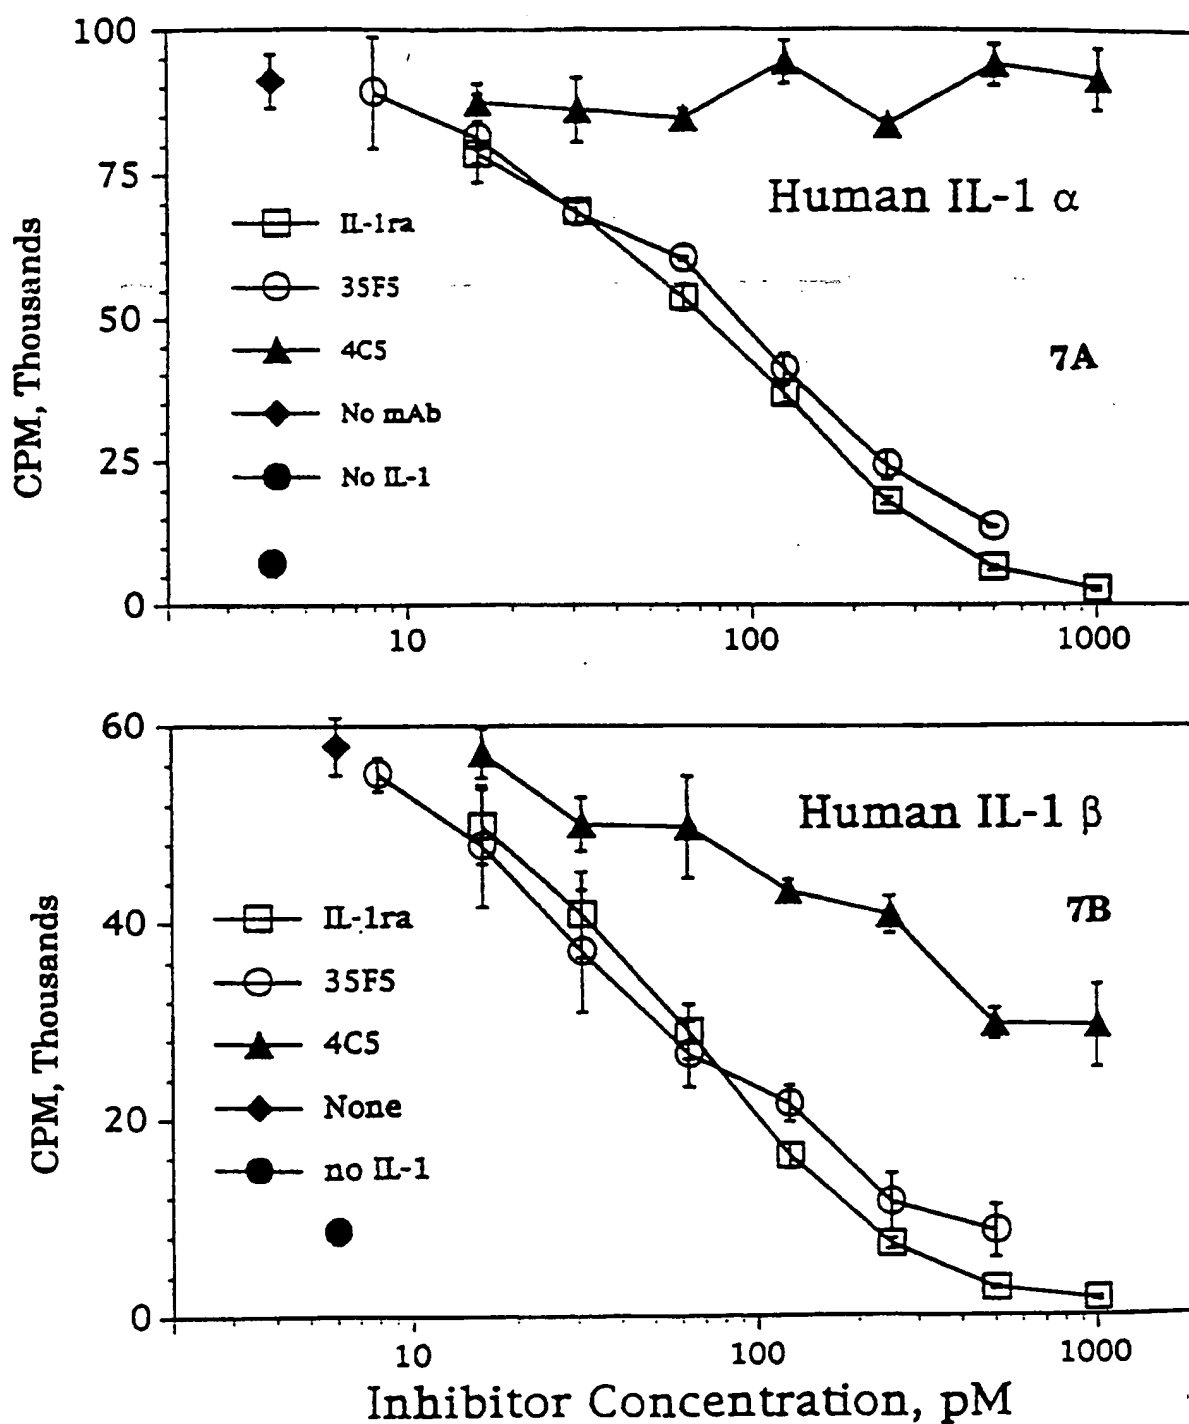 100
75
50
25
0
CPM, Thousands
Human IL-1 α
7A
IL-1ra
35F5
4C5
No mAb
No IL-1
10
100
1000
60
40
20
0
CPM, Thousands
Human IL-1 β
7B
IL-1ra
35F5
4C5
None
no IL-1
10
100
1000
Inhibitor Concentration, pM